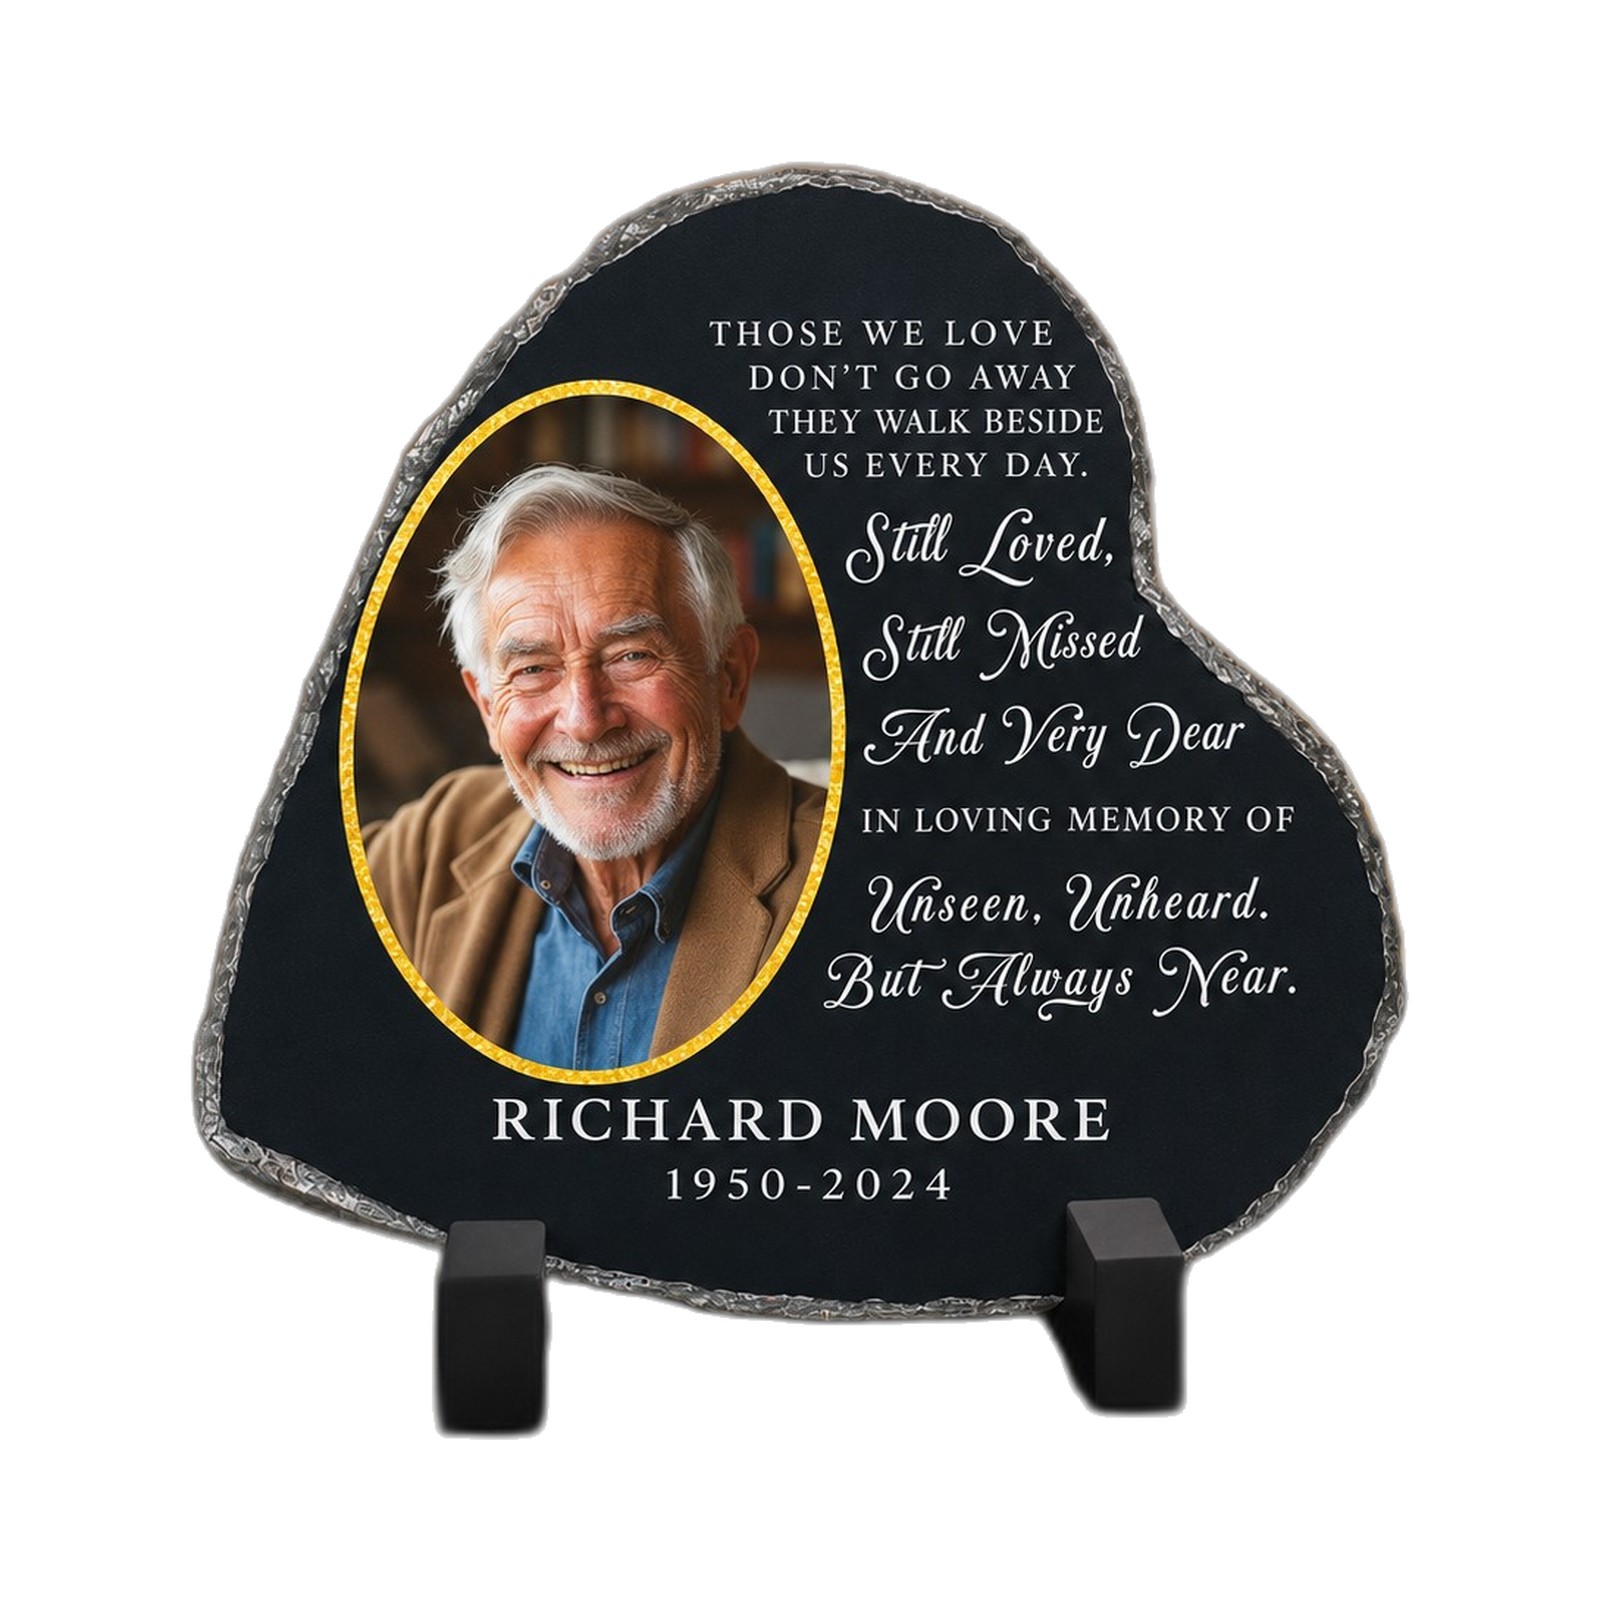 THOSE WE LOVE
DON'T GO AWAY
THEY WALK BESIDE
US EVERY DAY.
Still Loved,
Still Missed
And Very Dear
IN LOVING MEMORY OF
Unseen, Unheard.
But Always Near.
RICHARD MOORE
1950-2024